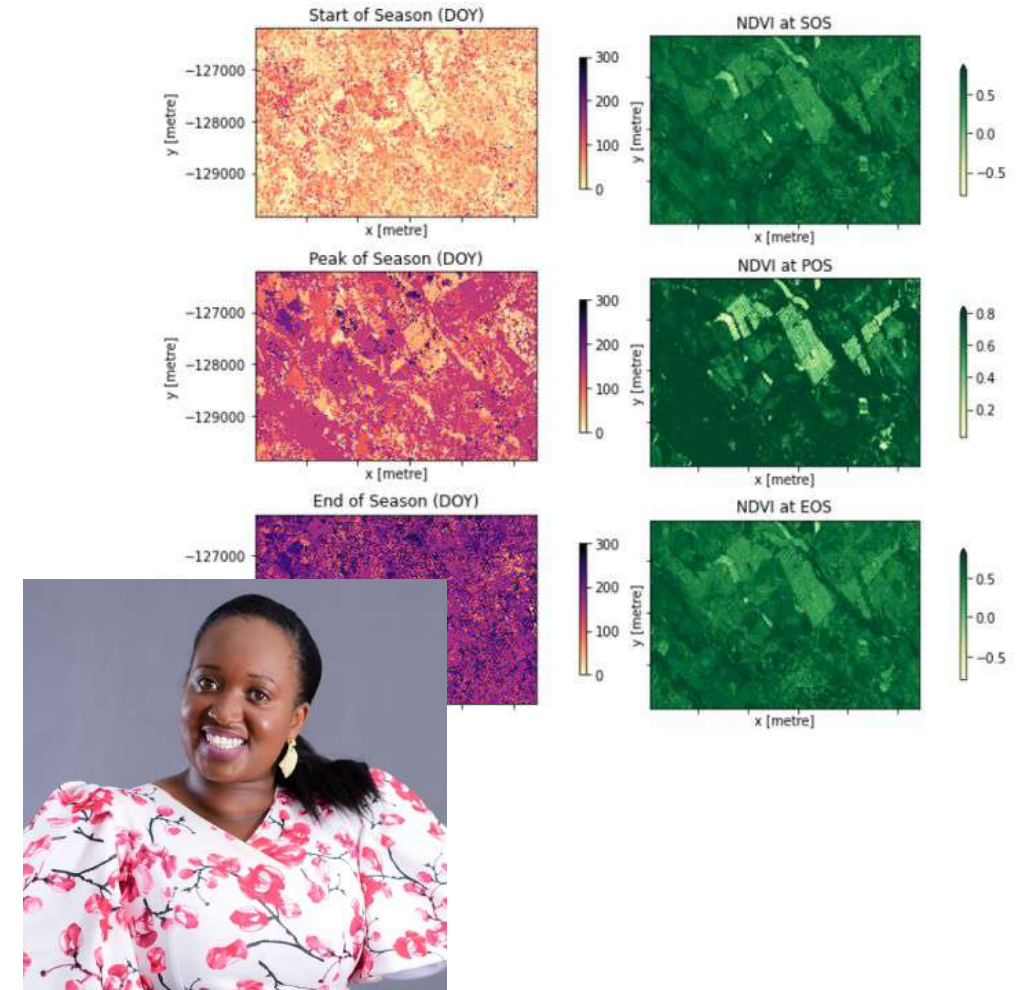 Start of Season (DOY)
y [metre]
−127000
−128000
−129000
x [metre]
300
200
100
0
NDVI at SOS
y [metre]
x [metre]
0.5
0.0
−0.5
Peak of Season (DOY)
y [metre]
−127000
−128000
−129000
x [metre]
300
200
100
0
NDVI at POS
y [metre]
x [metre]
0.8
0.6
0.4
0.2
End of Season (DOY)
−127000
300
200
100
0
NDVI at EOS
y [metre]
x [metre]
0.5
0.0
−0.5